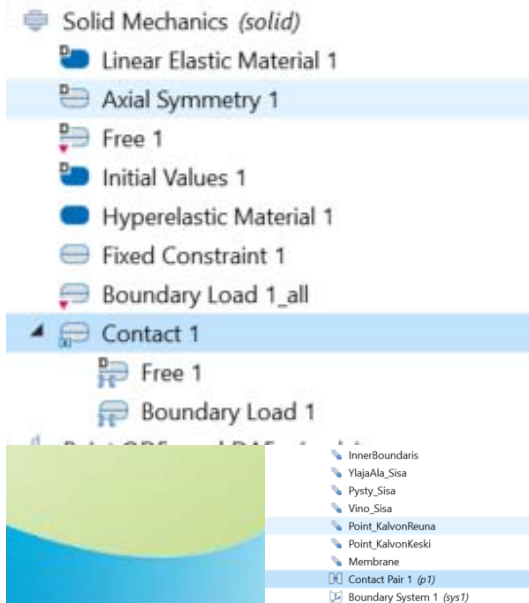 Solid Mechanics (solid)
Linear Elastic Material 1
Axial Symmetry 1
Free 1
Initial Values 1
Hyperelastic Material 1
Fixed Constraint 1
Boundary Load 1_all
Contact 1
Free 1
Boundary Load 1
InnerBoundaris
YlajaAla_Sisa
Pysty_Sisa
Vino_Sisa
Point_KalvonReuna
Point_KalvonKeski
Membrane
Contact Pair 1 (p1)
Boundary System 1 (sys1)